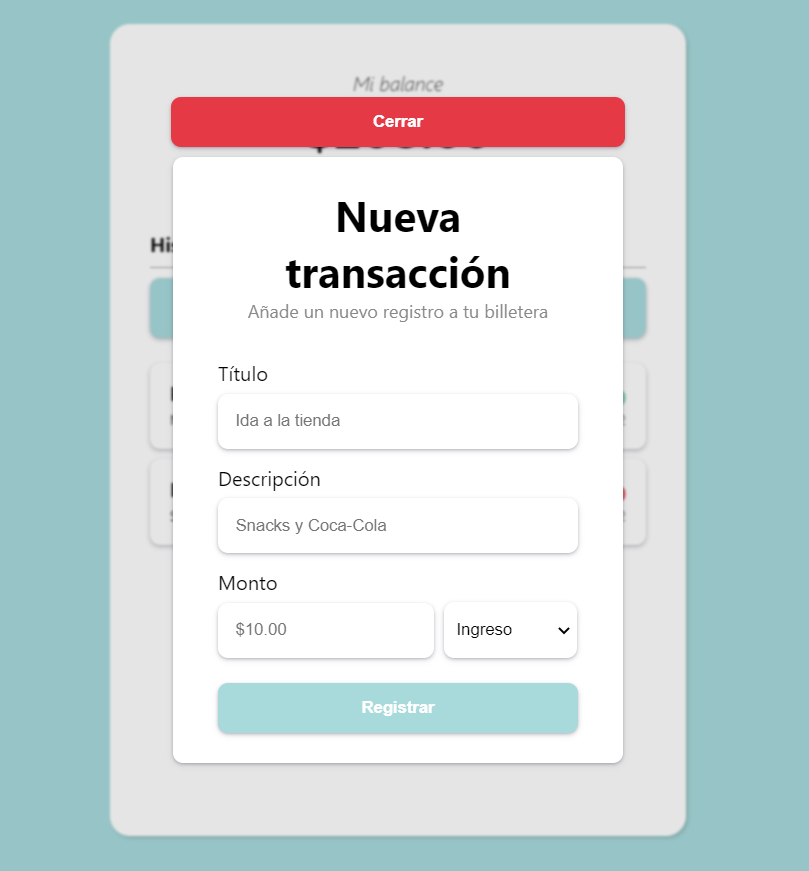 Mi balance
Cerrar
Nueva
transacción
Añade un nuevo registro a tu billetera
Título
Ida a la tienda
Descripción
Snacks y Coca-Cola
Monto
$10.00
Ingreso
Registrar